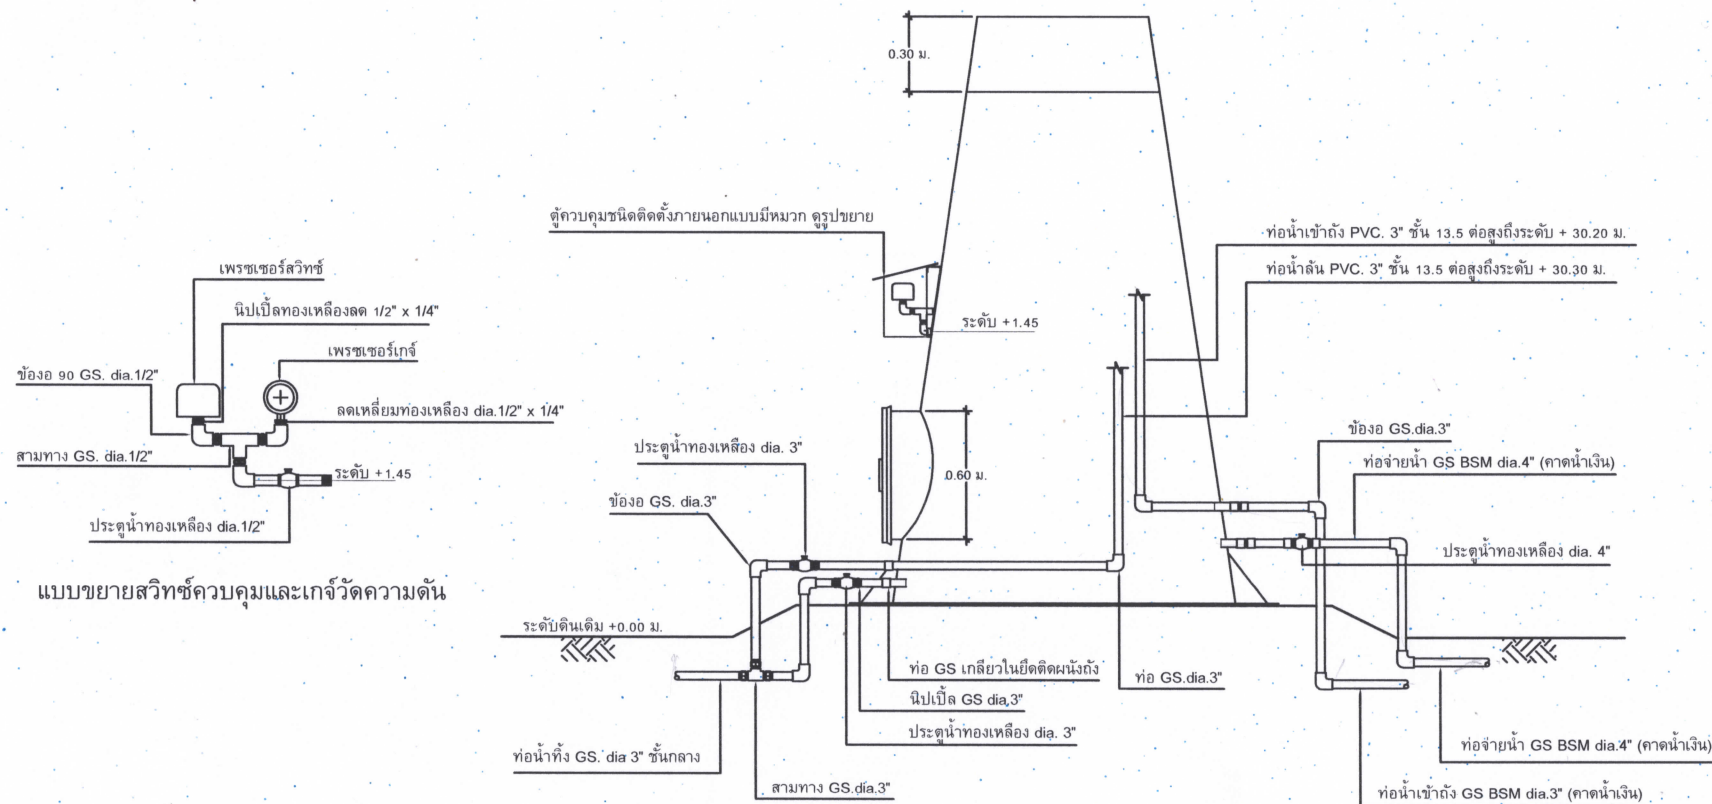 0.30 ม.
ตู้ควบคุมชนิดติดตั้งภายนอกแบบมีหมวก ดูรูปขยาย
ท่อน้ำเข้าถัง PVC. 3" ชั้น 13.5 ต่อสูงถึงระดับ + 30.20 ม.
ท่อน้ำล้น PVC. 3" ชั้น 13.5 ต่อสูงถึงระดับ + 30.30 ม.
เพรซเซอร์สวิทซ์
นิปเปิ้ลทองเหลืองลด 1/2" x 1/4"
ระดับ +1.45
เพรซเซอร์เกจ์
ข้องอ 90 GS. dia.1/2"
ลดเหลี่ยมทองเหลือง dia.1/2" x 1/4"
สามทาง GS. dia.1/2"
ระดับ +1.45
ประตูน้ำทองเหลือง dia.1/2"
แบบขยายสวิทซ์ควบคุมและเกจ์วัดความดัน
ประตูน้ำทองเหลือง dia. 3"
0.60 ม.
ข้องอ GS. dia.3"
ข้องอ GS.dia.3"
ท่อจ่ายน้ำ GS BSM dia.4" (คาดน้ำเงิน)
ประตูน้ำทองเหลือง dia. 4"
ระดับดินเดิม +0.00 ม.
ท่อ GS เกลียวในยึดติดผนังถัง
ท่อ GS.dia.3"
นิปเปิ้ล GS dia,3"
ประตูน้ำทองเหลือง dia. 3"
ท่อน้ำทิ้ง GS. dia 3" ชั้นกลาง
ท่อจ่ายน้ำ GS BSM dia.4" (คาดน้ำเงิน)
สามทาง GS.dia.3"
ท่อน้ำเข้าถัง GS BSM dia.3" (คาดน้ำเงิน)